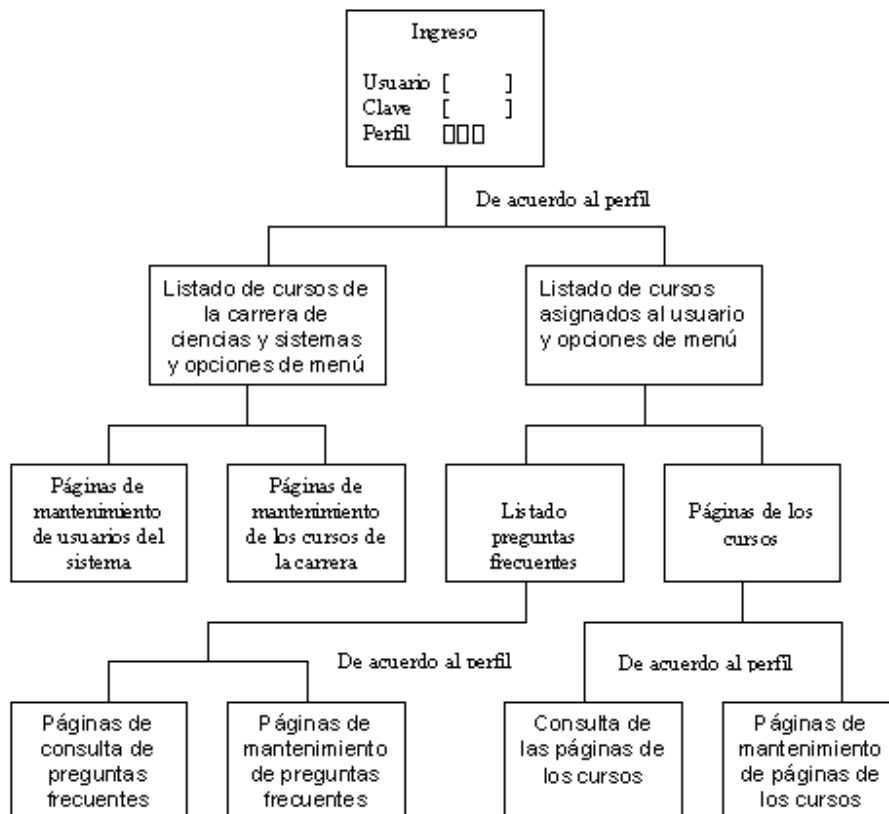 Ingreso
Usuario [ ]
Clave [ ]
Perfil
De acuerdo al perfil
Listado de cursos de
la carrera de
ciencias y sistemas
y opciones de menú
Listado de cursos
asignados al usuario
y opciones de menú
Páginas de
mantenimiento
de usuarios del
sistema
Páginas de
mantenimiento
de los cursos de
la carrera
Listado
preguntas
frecuentes
Páginas de los
cursos
De acuerdo al perfil
De acuerdo al perfil
Páginas de
consulta de
preguntas
frecuentes
Páginas de
mantenimiento
de preguntas
frecuentes
Consulta de
las páginas de
los cursos
Páginas de
mantenimiento
de páginas de
los cursos